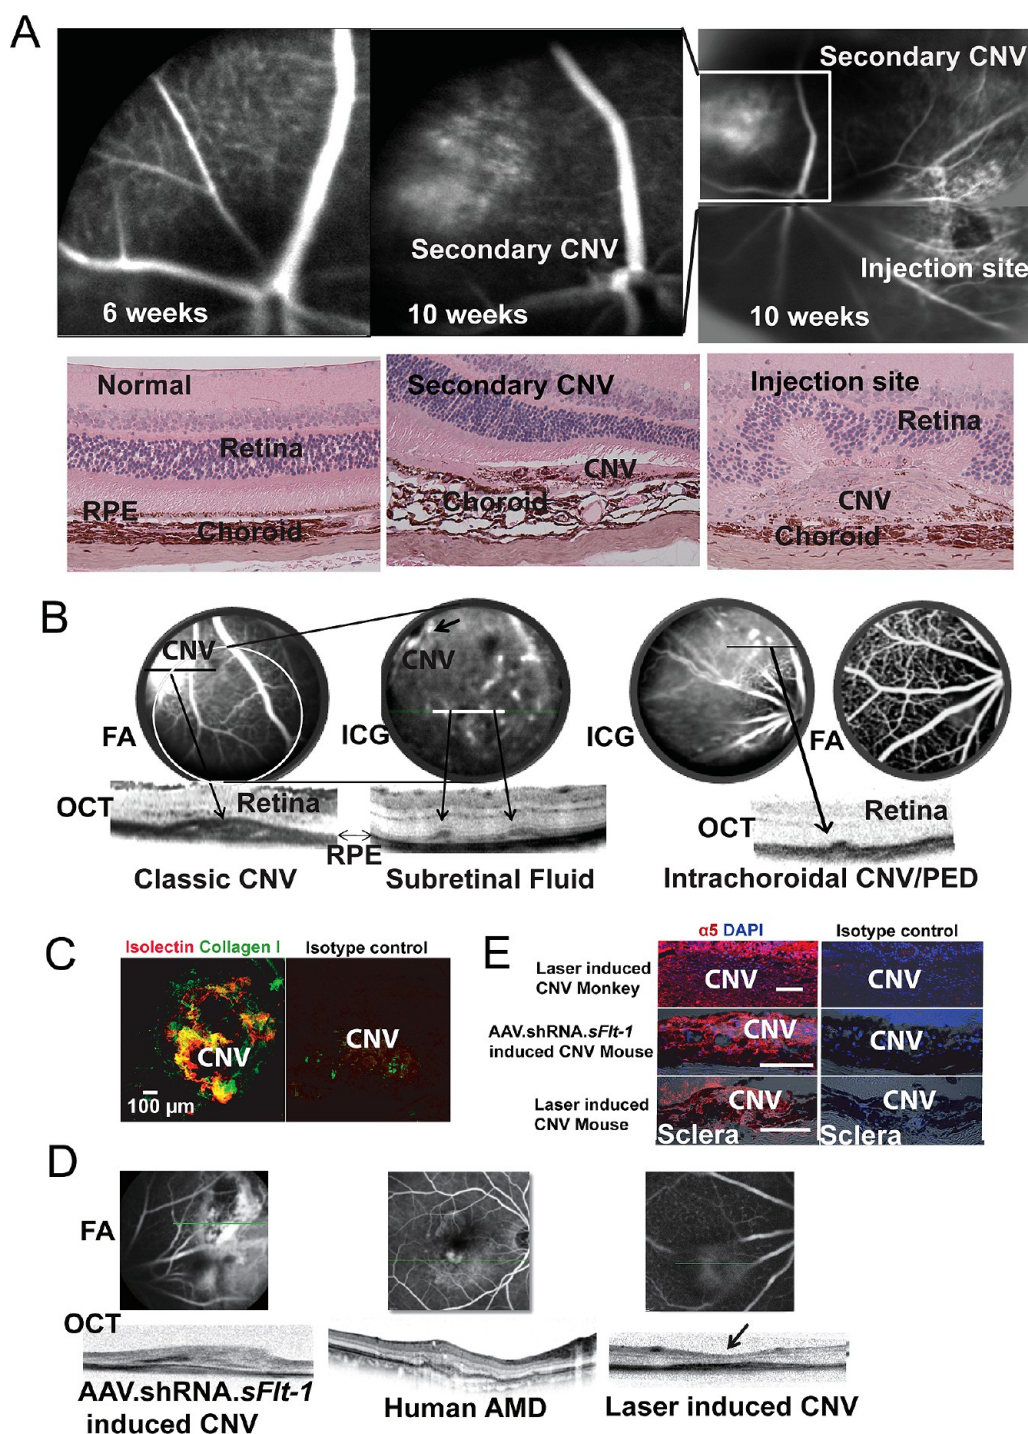 A
6 weeks
Secondary CNV
10 weeks
Secondary CNV
Injection site
10 weeks
Normal
Retina
RPE
Choroid
Secondary CNV
CNV
Choroid
Injection site
Retina
CNV
Choroid
B
CNV
FA
CNV
ICG
ICG
FA
OCT
Retina
RPE
OCT
Retina
Classic CNV
Subretinal Fluid
Intrachoroidal CNV/PED
C
Isolectin Collagen I
Isotype control
CNV
CNV
100 µm
E
α5 DAPI
Isotype control
Laser induced
CNV Monkey
CNV
CNV
AAV.shRNA.sFlt-1
induced CNV Mouse
CNV
CNV
Laser induced
CNV Mouse
CNV
CNV
Sclera
Sclera
D
FA
OCT
AAV.shRNA.sFlt-1
induced CNV
Human AMD
Laser induced CNV